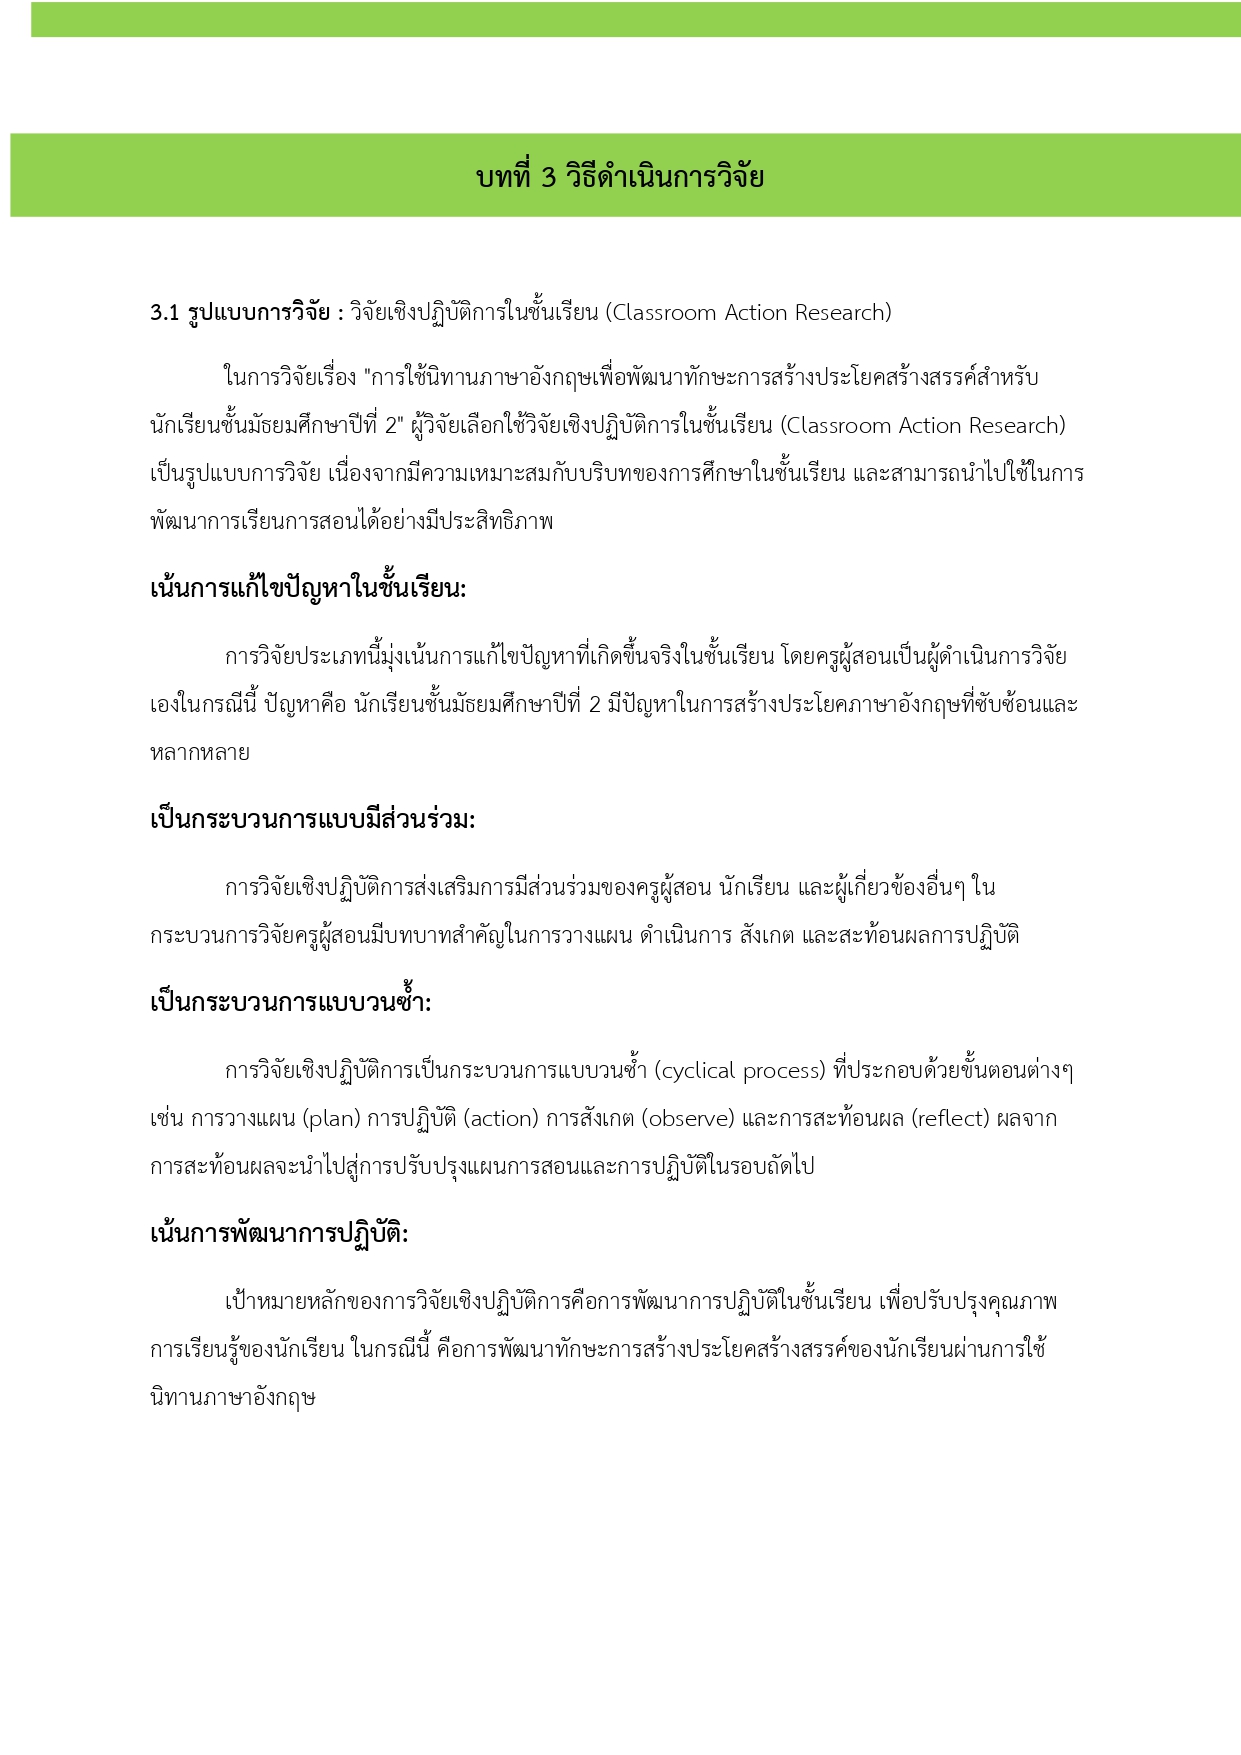 บทที่ 3 วิธีดำเนินการวิจัย
3.1 รูปแบบการวิจัย : วิจัยเชิงปฏิบัติการในชั้นเรียน (Classroom Action Research)
ในการวิจัยเรื่อง "การใช้นิทานภาษาอังกฤษเพื่อพัฒนาทักษะการสร้างประโยคสร้างสรรค์สำหรับ
นักเรียนชั้นมัธยมศึกษาปีที่ 2" ผู้วิจัยเลือกใช้วิจัยเชิงปฏิบัติการในชั้นเรียน (Classroom Action Research)
เป็นรูปแบบการวิจัย เนื่องจากมีความเหมาะสมกับบริบทของการศึกษาในชั้นเรียน และสามารถนำไปใช้ในการ
พัฒนาการเรียนการสอนได้อย่างมีประสิทธิภาพ
เน้นการแก้ไขปัญหาในชั้นเรียน:
การวิจัยประเภทนี้มุ่งเน้นการแก้ไขปัญหาที่เกิดขึ้นจริงในชั้นเรียน โดยครูผู้สอนเป็นผู้ดำเนินการวิจัย
เองในกรณีนี้ ปัญหาคือ นักเรียนชั้นมัธยมศึกษาปีที่ 2 มีปัญหาในการสร้างประโยคภาษาอังกฤษที่ซับซ้อนและ
หลากหลาย
เป็นกระบวนการแบบมีส่วนร่วม:
การวิจัยเชิงปฏิบัติการส่งเสริมการมีส่วนร่วมของครูผู้สอน นักเรียน และผู้เกี่ยวข้องอื่นๆ ใน
กระบวนการวิจัยครูผู้สอนมีบทบาทสำคัญในการวางแผน ดำเนินการ สังเกต และสะท้อนผลการปฏิบัติ
เป็นกระบวนการแบบวนซ้ำ:
การวิจัยเชิงปฏิบัติการเป็นกระบวนการแบบวนซ้ำ (cyclical process) ที่ประกอบด้วยขั้นตอนต่างๆ
เช่น การวางแผน (plan) การปฏิบัติ (action) การสังเกต (observe) และการสะท้อนผล (reflect) ผลจาก
การสะท้อนผลจะนำไปสู่การปรับปรุงแผนการสอนและการปฏิบัติในรอบถัดไป
เน้นการพัฒนาการปฏิบัติ:
เป้าหมายหลักของการวิจัยเชิงปฏิบัติการคือการพัฒนาการปฏิบัติในชั้นเรียน เพื่อปรับปรุงคุณภาพ
การเรียนรู้ของนักเรียน ในกรณีนี้ คือการพัฒนาทักษะการสร้างประโยคสร้างสรรค์ของนักเรียนผ่านการใช้
นิทานภาษาอังกฤษ